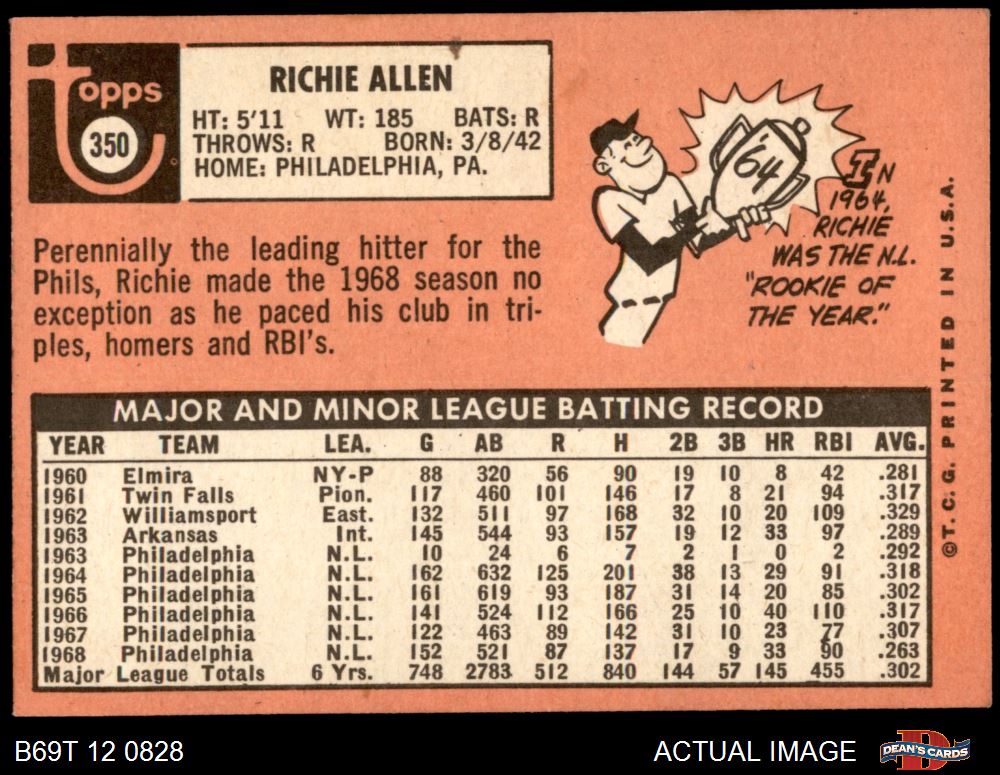 Topps
350
RICHIE ALLEN
HT: 5'11 WT: 185 BATS: R
THROWS: R BORN: 3/8/42
HOME: PHILADELPHIA, PA.
Perennially the leading hitter for the
Phils, Richie made the 1968 season no
exception as he paced his club in tri-
ples, homers and RBI's.
'64
IN
1964,
RICHIE
WAS THE N.L.
"ROOKIE OF
THE YEAR."
©T. C. G. PRINTED IN U.S.A.
MAJOR AND MINOR LEAGUE BATTING RECORD
YEAR TEAM LEA. G AB R H 2B 3B HR RBI AVG.
1960 Elmira NY-P 88 320 56 90 19 10 8 42 .281
1961 Twin Falls Pion. 117 460 101 146 17 8 21 94 .317
1962 Williamsport East. 132 511 97 168 32 10 20 109 .329
1963 Arkansas Int. 145 544 93 157 19 12 33 97 .289
1963 Philadelphia N.L. 10 24 6 7 2 1 0 2 .292
1964 Philadelphia N.L. 162 632 125 201 38 13 29 91 .318
1965 Philadelphia N.L. 161 619 93 187 31 14 20 85 .302
1966 Philadelphia N.L. 141 524 112 166 25 10 40 110 .317
1967 Philadelphia N.L. 122 463 89 142 31 10 23 77 .307
1968 Philadelphia N.L. 152 521 87 137 17 9 33 90 .263
Major League Totals 6 Yrs. 748 2783 512 840 144 57 145 455 .302
B69T 12 0828
ACTUAL IMAGE
D
DEAN'S CARDS